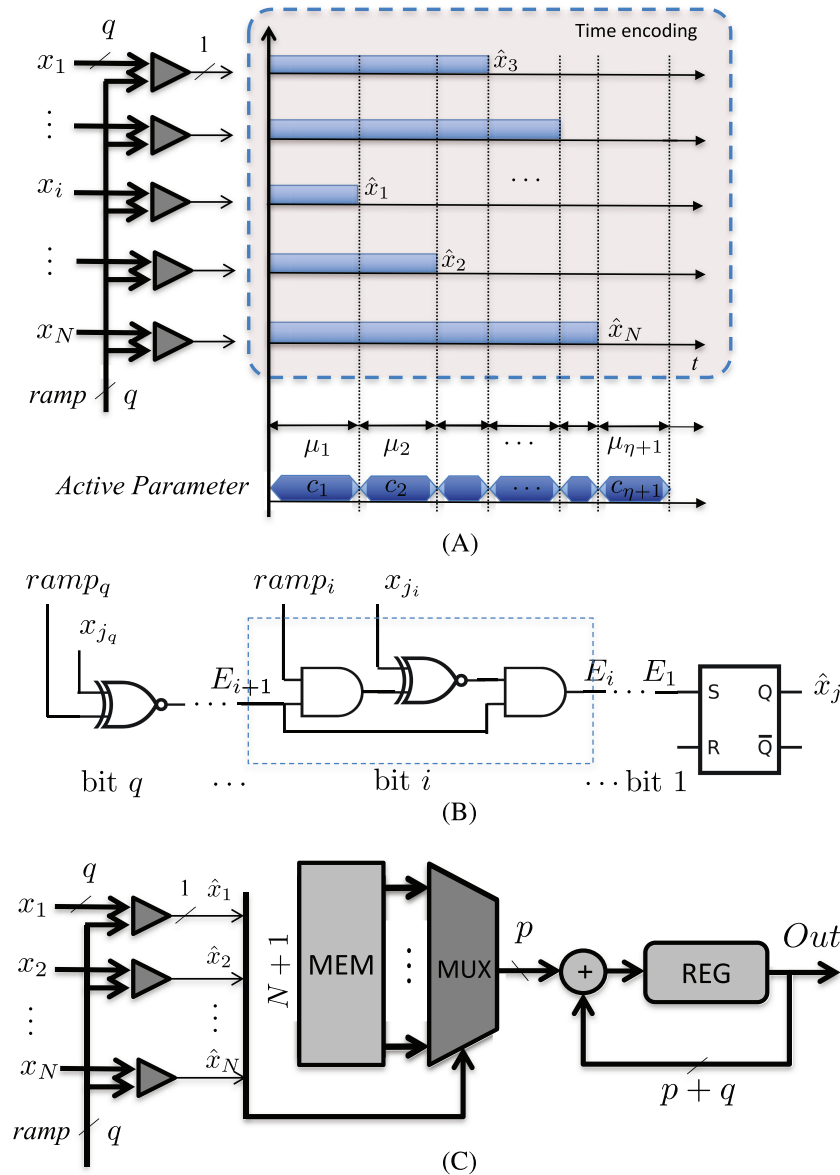 q
1
Time encoding
x_1
x̂_3
⋮
x_i
x̂_1
⋯
⋮
x̂_2
x_N
x̂_N
t
ramp q
μ_1 μ_2 ⋯ μ_{η+1}
Active Parameter c_1 c_2 ⋯ c_{η+1}
(A)
ramp_q ramp_i x_{j_i}
x_{j_q}
E_{i+1} E_i ⋯ E_1
⋯
S Q x̂_j
R Q̅
bit q ⋯ bit i ⋯ bit 1
(B)
q
1 x̂_1
x_1
N + 1
MEM
⋮
MUX
p
+
REG
Out
x_2
x̂_2
⋮
⋮
x_N
x̂_N
p + q
ramp q
(C)